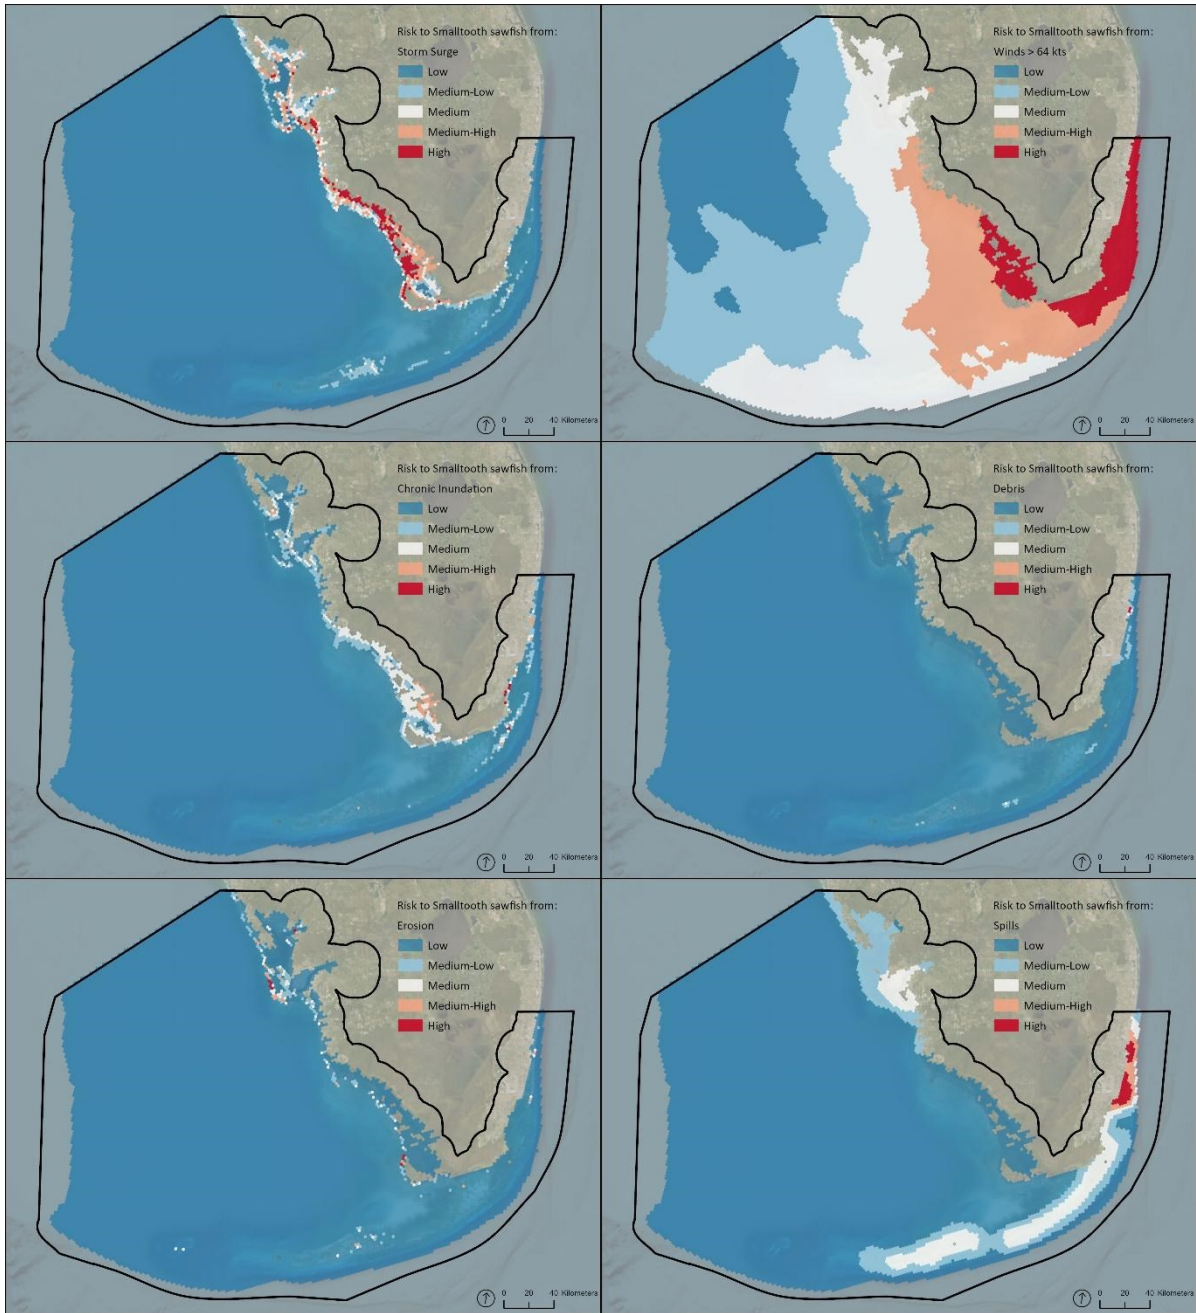 Risk to Smalltooth sawfish from:
Storm Surge
Low
Medium-Low
Medium
Medium-High
High
0 20 40 Kilometers
Risk to Smalltooth sawfish from:
Winds > 64 kts
Low
Medium-Low
Medium
Medium-High
High
0 20 40 Kilometers
Risk to Smalltooth sawfish from:
Chronic Inundation
Low
Medium-Low
Medium
Medium-High
High
0 20 40 Kilometers
Risk to Smalltooth sawfish from:
Debris
Low
Medium-Low
Medium
Medium-High
High
0 20 40 Kilometers
Risk to Smalltooth sawfish from:
Erosion
Low
Medium-Low
Medium
Medium-High
High
0 20 40 Kilometers
Risk to Smalltooth sawfish from:
Spills
Low
Medium-Low
Medium
Medium-High
High
0 20 40 Kilometers